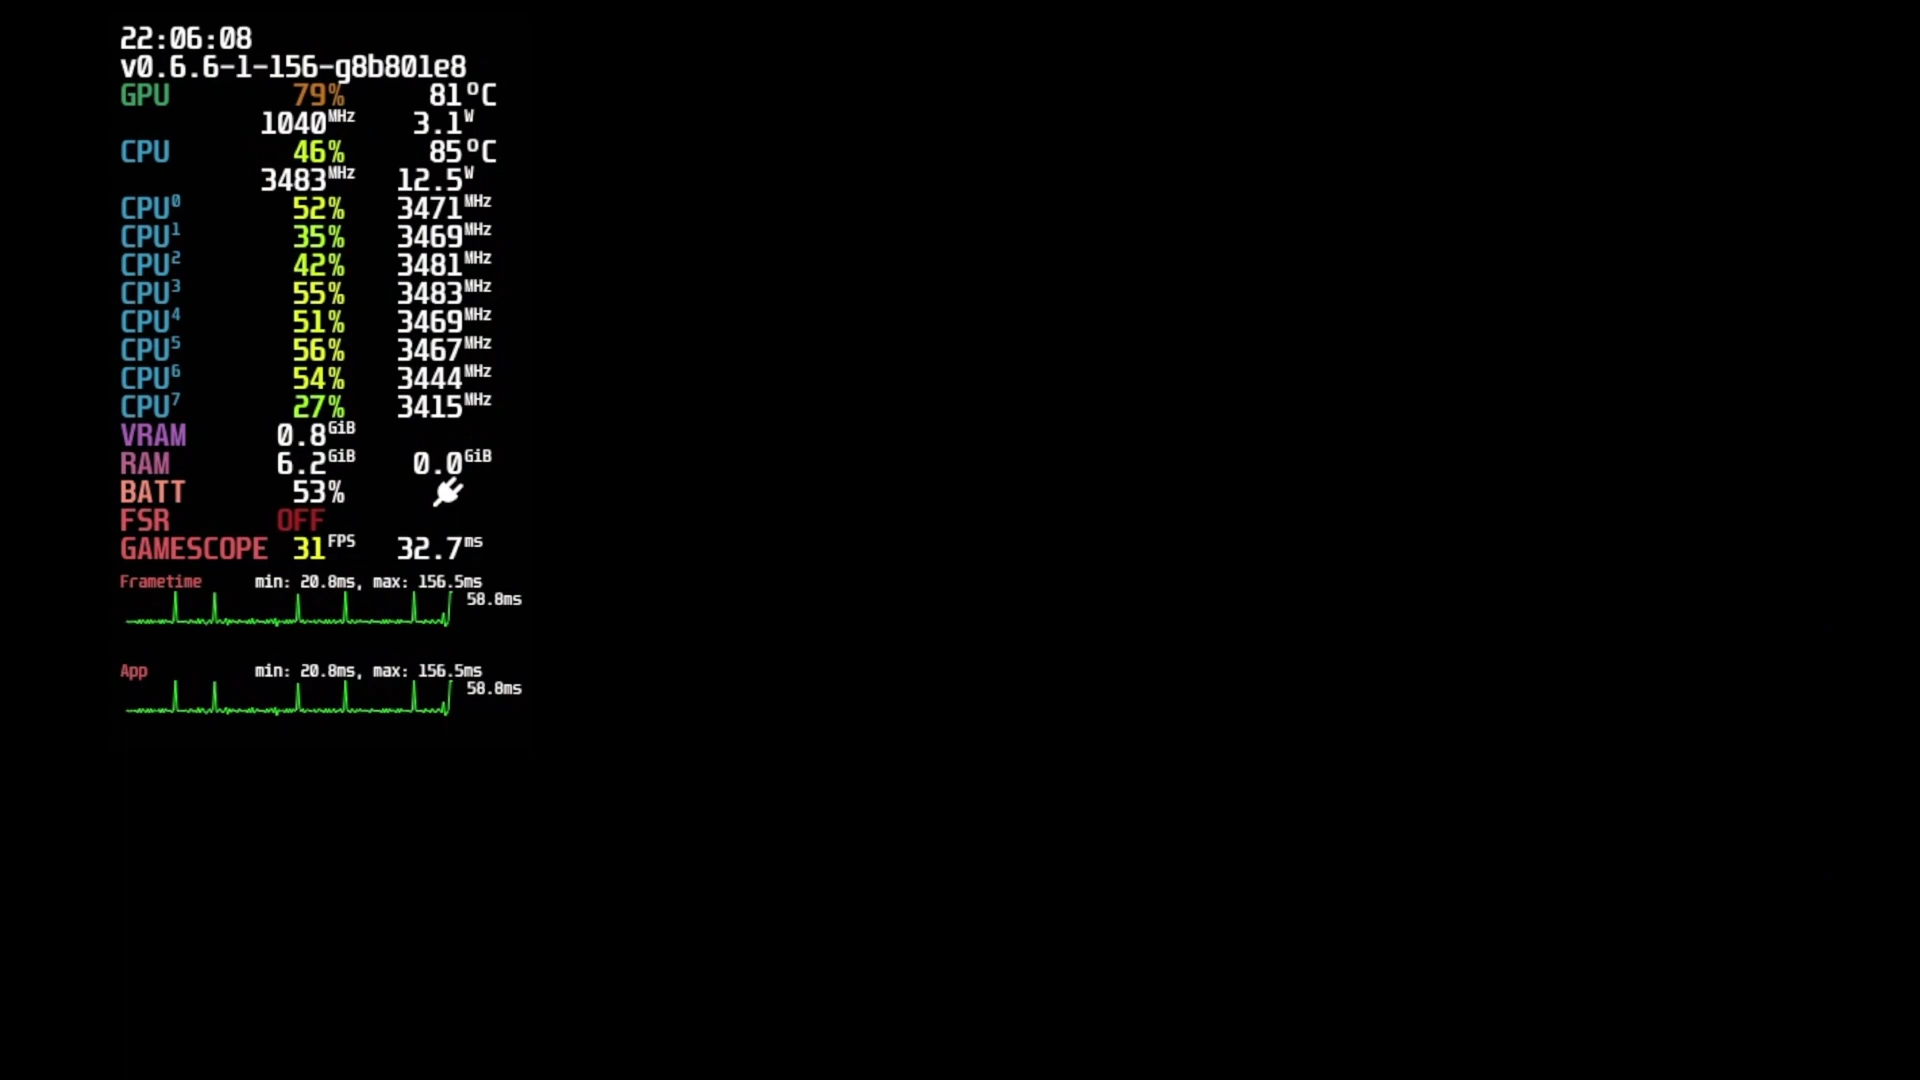 22:06:08
v0.6.6-1-156-g8b801e8
GPU 79% 81°C
1040MHz 3.1W
CPU 46% 85°C
3483MHz 12.5W
CPU0 52% 3471MHz
CPU1 35% 3469MHz
CPU2 42% 3481MHz
CPU3 55% 3483MHz
CPU4 51% 3469MHz
CPU5 56% 3467MHz
CPU6 54% 3444MHz
CPU7 27% 3415MHz
VRAM 0.8GiB
RAM 6.2GiB 0.0GiB
BATT 53%
FSR OFF
GAMESCOPE 31FPS 32.7ms
Frametime min: 20.8ms, max: 156.5ms
58.8ms
App min: 20.8ms, max: 156.5ms
58.8ms